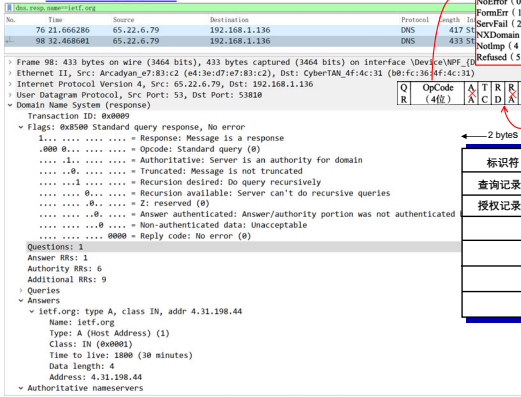 dns.resp.name==ietf.org
No. Time Source Destination Protocol Length Inf
76 21.666286 65.22.6.79 192.168.1.136 DNS 417 St
98 32.468601 65.22.6.79 192.168.1.136 DNS 433 St
NoError ( 0
FormErr ( 1
ServFail ( 2
NXDomain
NotImp ( 4
Refused ( 5
Frame 98: 433 bytes on wire (3464 bits), 433 bytes captured (3464 bits) on interface \Device\NPF_{D
Ethernet II, Src: Arcadyan_e7:83:c2 (e4:3e:d7:e7:83:c2), Dst: CyberTAN_4f:4c:31 (b0:fc:36:4f:4c:31)
Internet Protocol Version 4, Src: 65.22.6.79, Dst: 192.168.1.136
User Datagram Protocol, Src Port: 53, Dst Port: 53810
Domain Name System (response)
Transaction ID: 0x0009
Flags: 0x8500 Standard query response, No error
1... .... .... .... = Response: Message is a response
.000 0... .... .... = Opcode: Standard query (0)
.... .1.. .... .... = Authoritative: Server is an authority for domain
.... ..0. .... .... = Truncated: Message is not truncated
.... ...1 .... .... = Recursion desired: Do query recursively
.... .... 0... .... = Recursion available: Server can't do recursive queries
.... .... .0.. .... = Z: reserved (0)
.... .... ..0. .... = Answer authenticated: Answer/authority portion was not authenticated
.... .... ...0 .... = Non-authenticated data: Unacceptable
.... .... .... 0000 = Reply code: No error (0)
Questions: 1
Answer RRs: 1
Authority RRs: 6
Additional RRs: 9
Queries
Answers
ietf.org: type A, class IN, addr 4.31.198.44
Name: ietf.org
Type: A (Host Address) (1)
Class: IN (0x0001)
Time to live: 1800 (30 minutes)
Data length: 4
Address: 4.31.198.44
Authoritative nameservers
Q OpCode A T R R
R （4位） A C D A
2 bytes
标识符
查询记录
授权记录